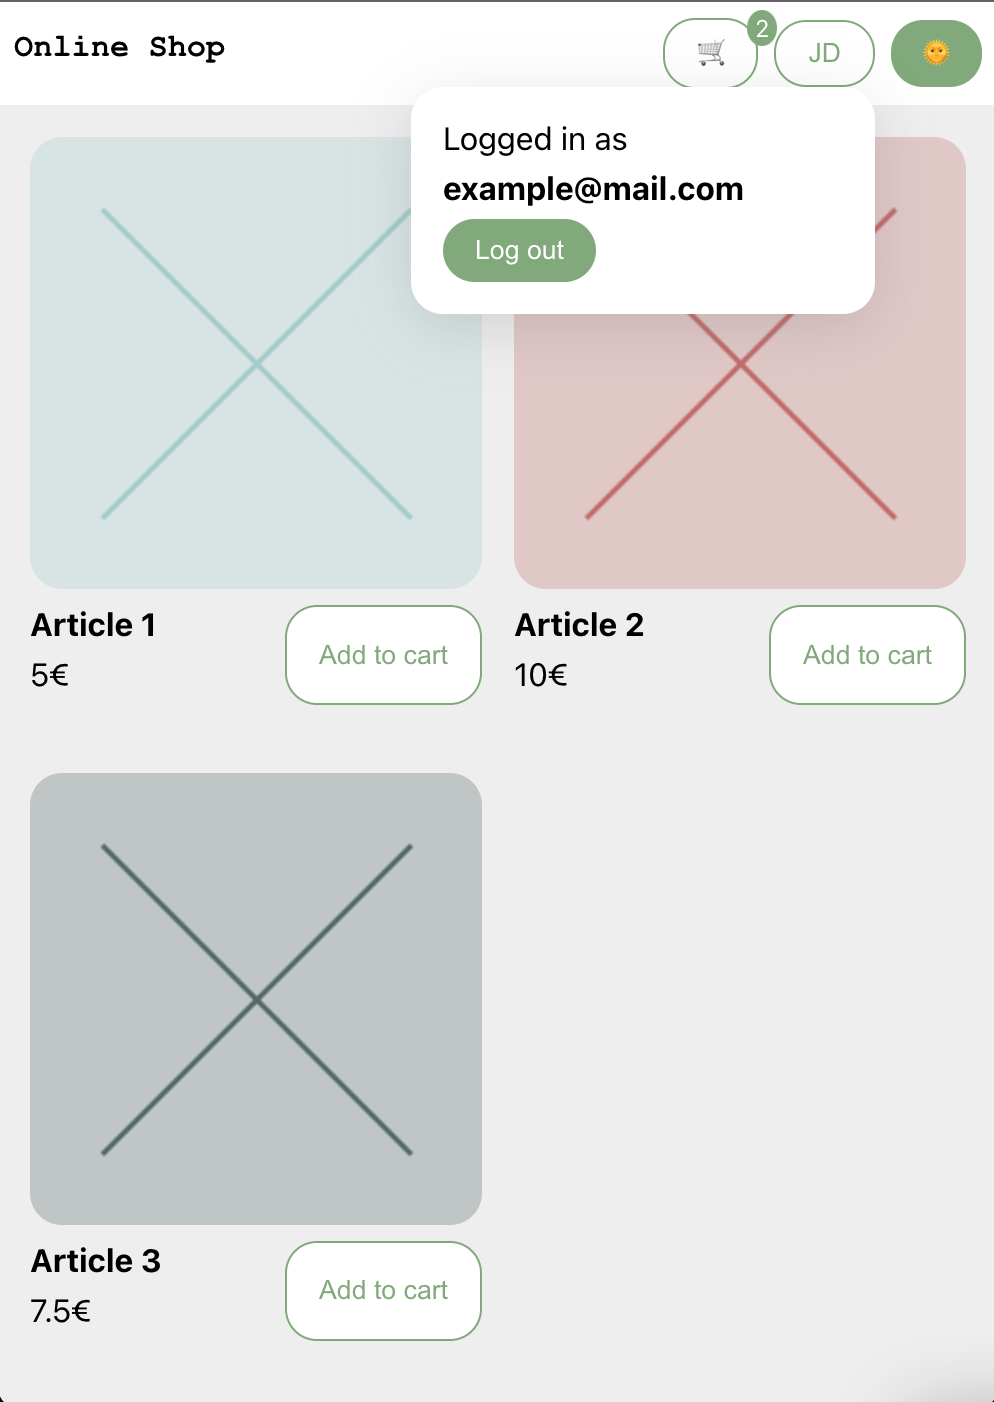 Online Shop
2
JD
Logged in as
example@mail.com
Log out
Article 1
5€
Add to cart
Article 2
10€
Add to cart
Article 3
7.5€
Add to cart